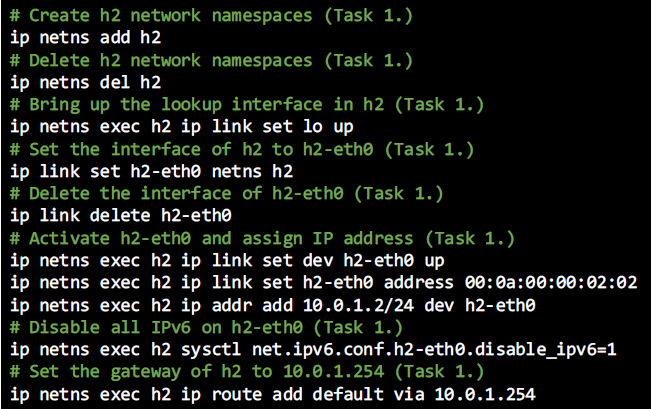 # Create h2 network namespaces (Task 1.)
ip netns add h2
# Delete h2 network namespaces (Task 1.)
ip netns del h2
# Bring up the lookup interface in h2 (Task 1.)
ip netns exec h2 ip link set lo up
# Set the interface of h2 to h2-eth0 (Task 1.)
ip link set h2-eth0 netns h2
# Delete the interface of h2-eth0 (Task 1.)
ip link delete h2-eth0
# Activate h2-eth0 and assign IP address (Task 1.)
ip netns exec h2 ip link set dev h2-eth0 up
ip netns exec h2 ip link set h2-eth0 address 00:0a:00:00:02:02
ip netns exec h2 ip addr add 10.0.1.2/24 dev h2-eth0
# Disable all IPv6 on h2-eth0 (Task 1.)
ip netns exec h2 sysctl net.ipv6.conf.h2-eth0.disable_ipv6=1
# Set the gateway of h2 to 10.0.1.254 (Task 1.)
ip netns exec h2 ip route add default via 10.0.1.254